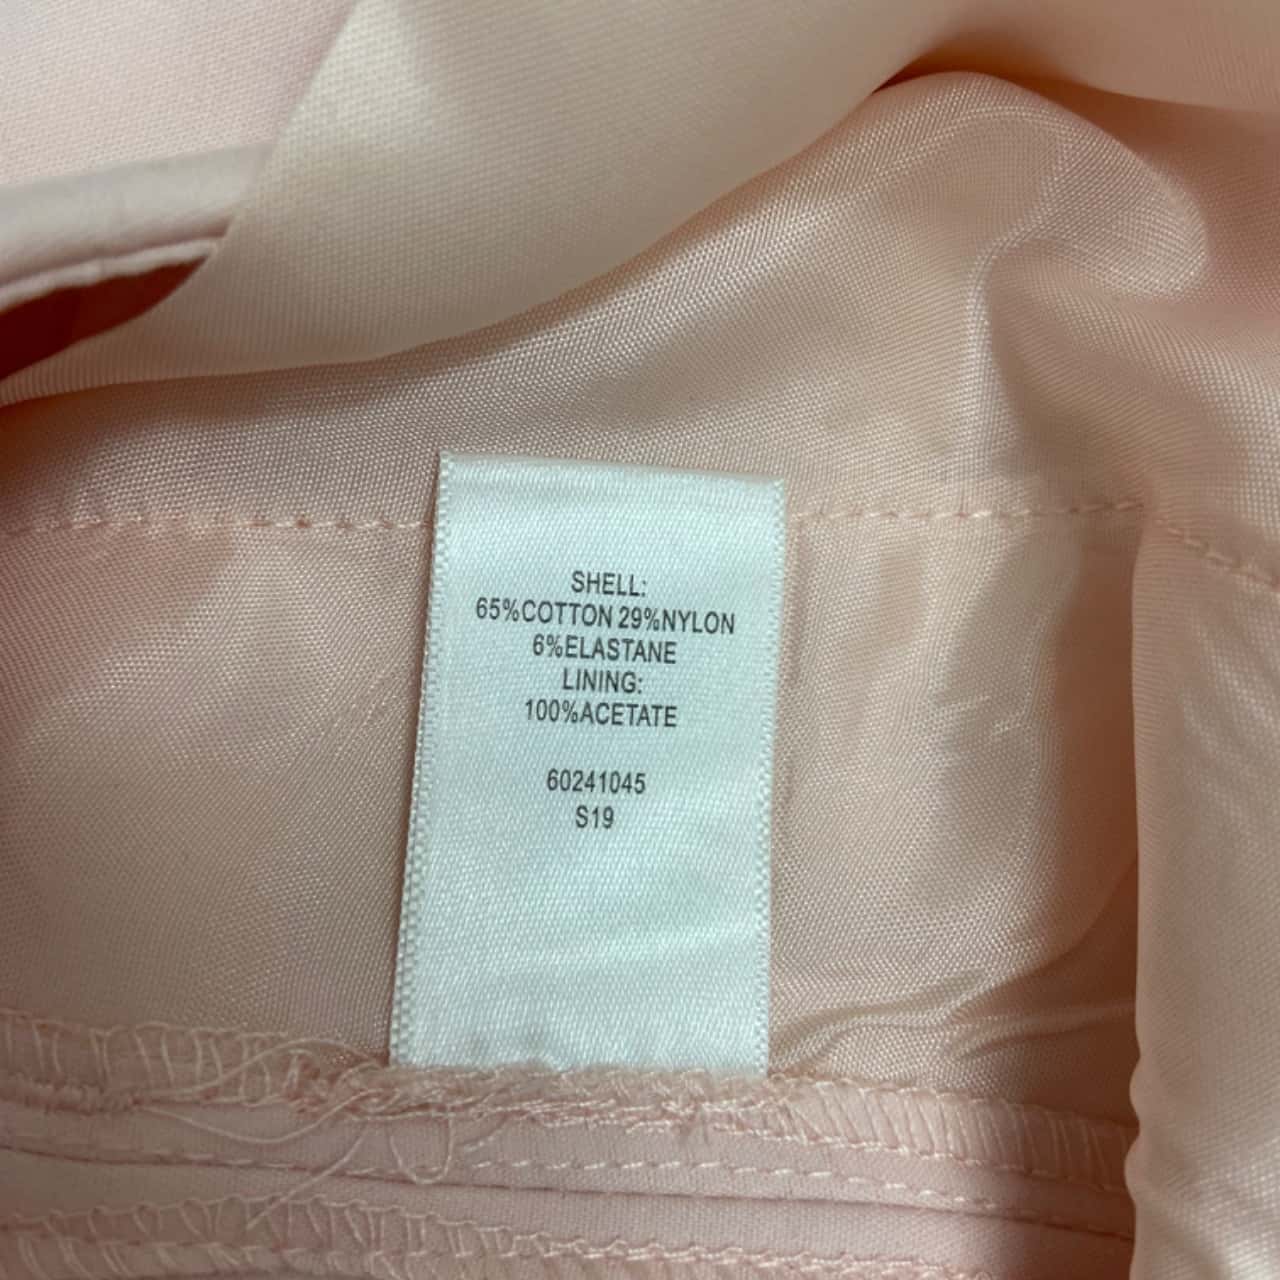 SHELL:
65%COTTON 29%NYLON
6%ELASTANE
LINING:
100%ACETATE
60241045
S19